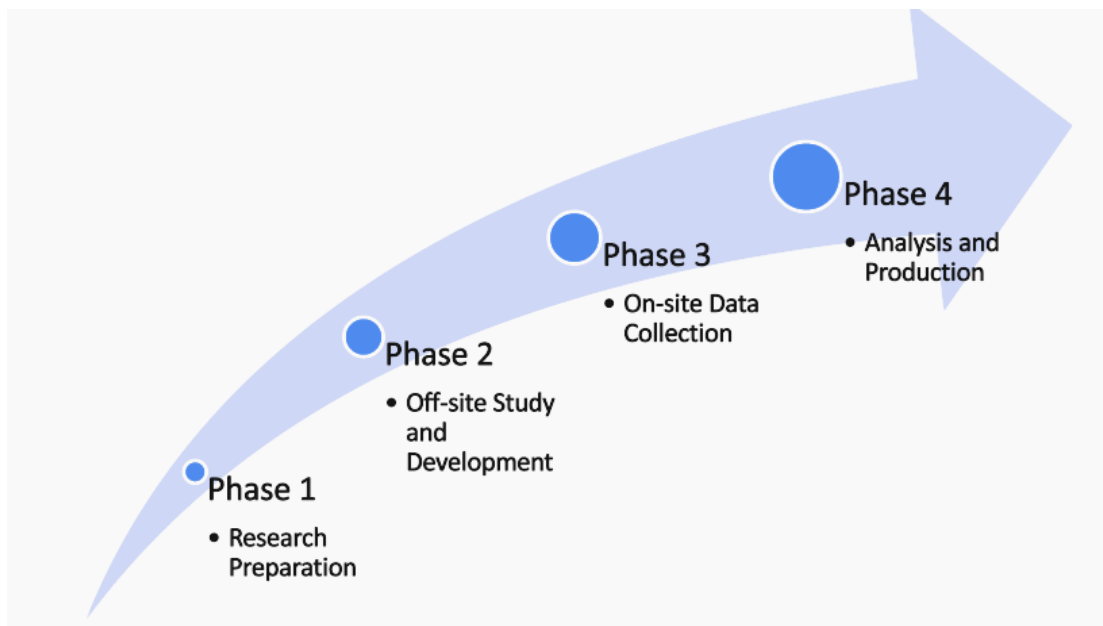 Phase 1
• Research
Preparation
Phase 2
• Off-site Study
and
Development
Phase 3
• On-site Data
Collection
Phase 4
• Analysis and
Production